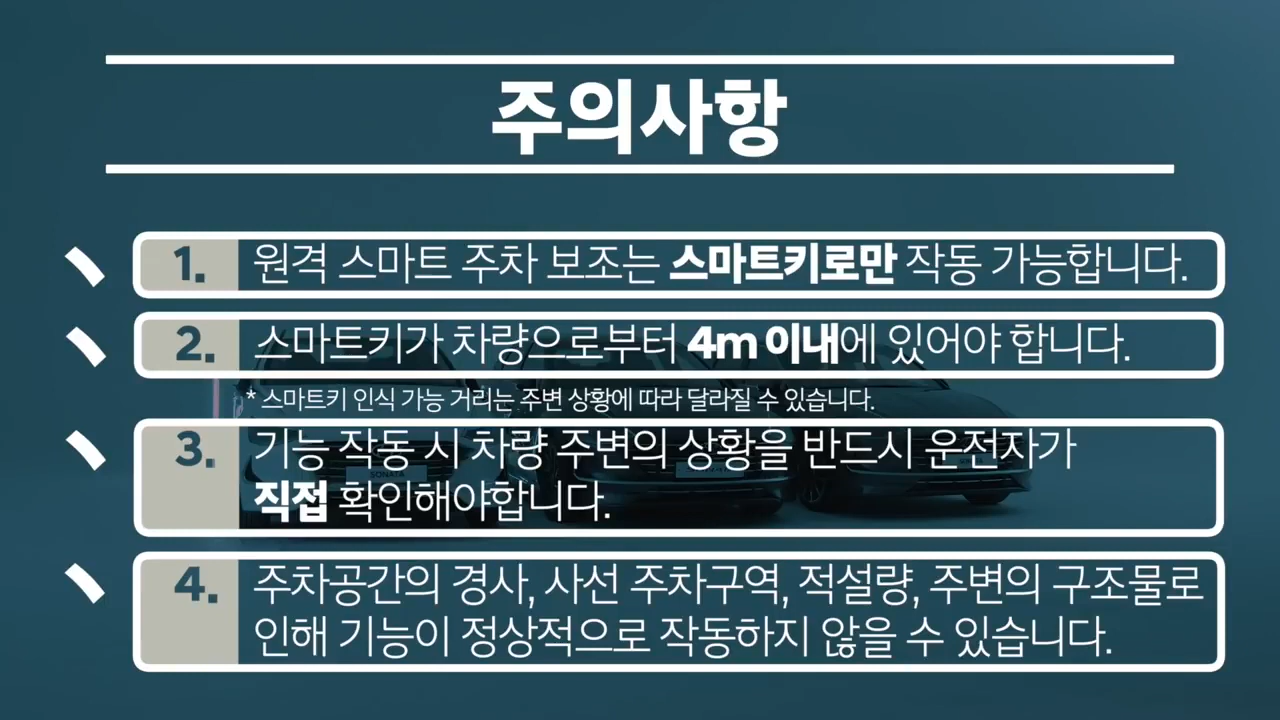 주의사항
1. 원격 스마트 주차 보조는 스마트키로만 작동 가능합니다.
2. 스마트키가 차량으로부터 4m 이내에 있어야 합니다.
* 스마트키 인식 가능 거리는 주변 상황에 따라 달라질 수 있습니다.
3. 기능 작동 시 차량 주변의 상황을 반드시 운전자가
직접 확인해야합니다.
SONATA
4. 주차공간의 경사, 사선 주차구역, 적설량, 주변의 구조물로
인해 기능이 정상적으로 작동하지 않을 수 있습니다.